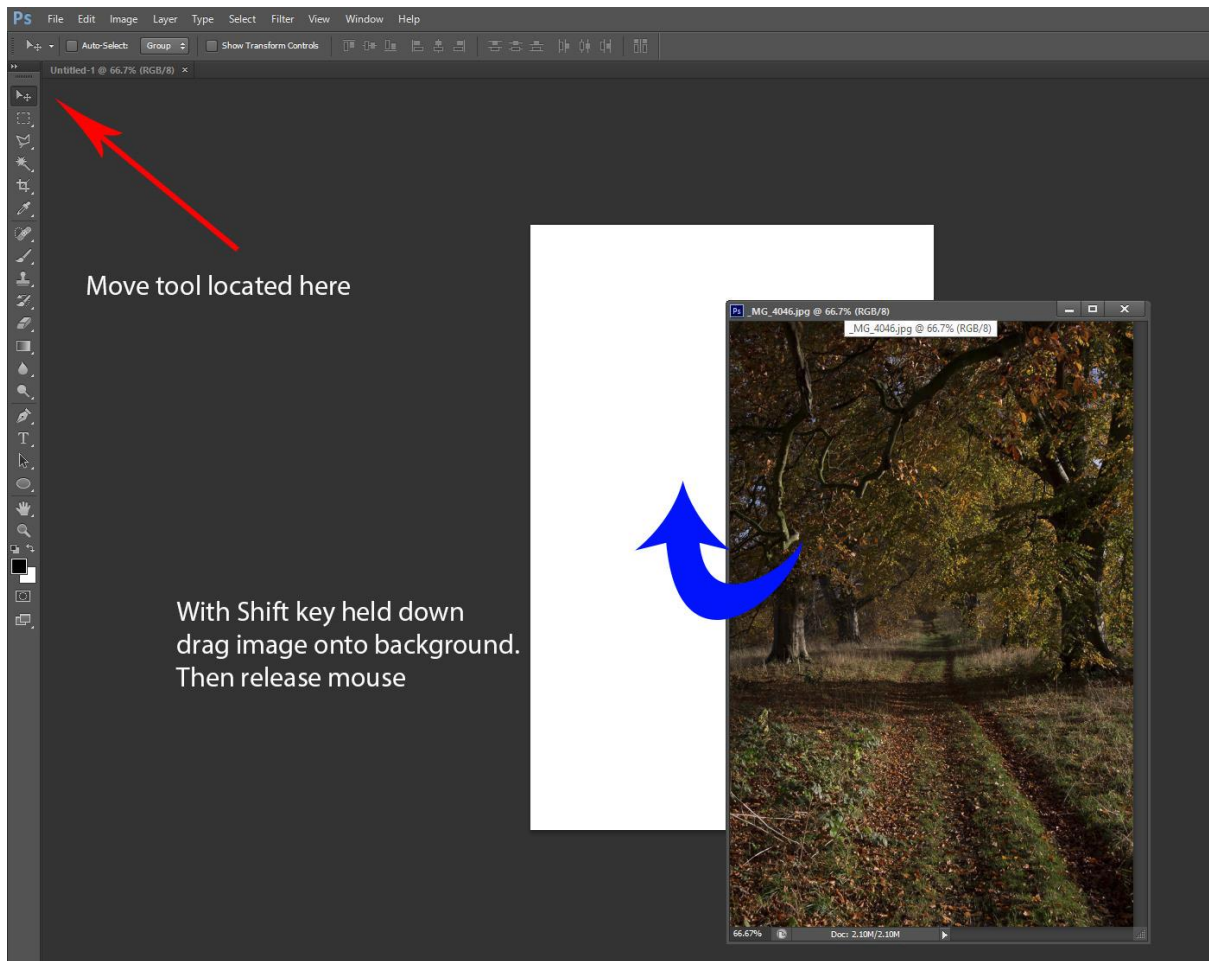 Ps File Edit Image Layer Type Select Filter View Window Help
Auto-Select: Group Show Transform Controls
Untitled-1 @ 66.7% (RGB/8) ×
Move tool located here
Ps _MG_4046.jpg @ 66.7% (RGB/8)
_MG_4046.jpg @ 66.7% (RGB/8)
With Shift key held down
drag image onto background.
Then release mouse
T
66.67% Doc: 2.10M/2.10M